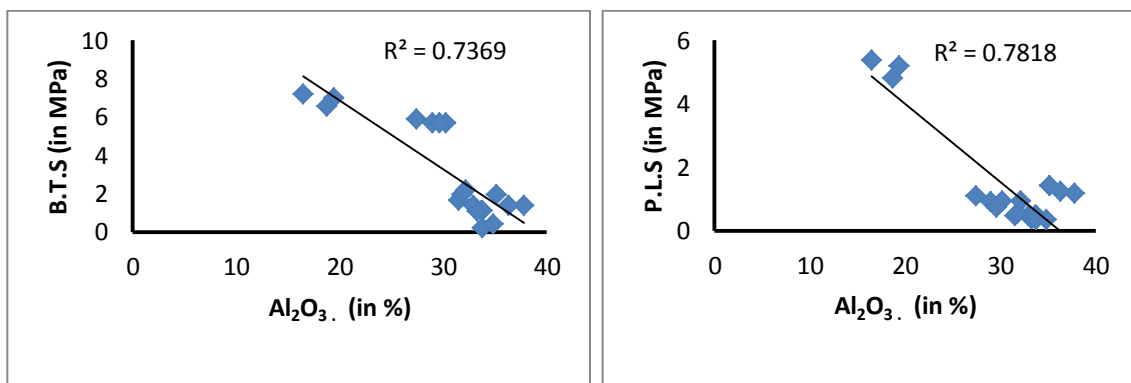 R² = 0.7369
10
8
6
4
2
0
B.T.S (in MPa)
0 10 20 30 40
Al₂O₃ . (in %)
R² = 0.7818
6
4
2
0
P.L.S (in MPa)
0 10 20 30 40
Al₂O₃ . (in %)